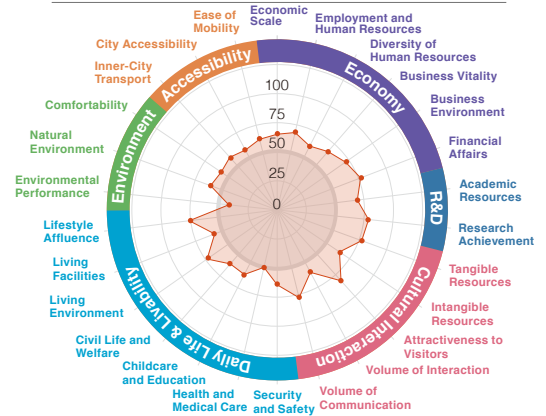 Economic
Scale
Employment and
Human Resources
Diversity of
Human Resources
Business Vitality
Business
Environment
Financial
Affairs
Academic
Resources
Research
Achievement
Tangible
Resources
Intangible
Resources
Attractiveness to
Visitors
Volume of Interaction
Volume of
Communication
Security
and Safety
Health and
Medical Care
Childcare
and Education
Civil Life and
Welfare
Living
Environment
Living
Facilities
Lifestyle
Affluence
Environmental
Performance
Natural
Environment
Comfortability
Inner-City
Transport
City Accessibility
Ease of
Mobility
Economy
R&D
Cultural Interaction
Daily Life & Livability
Environment
Accessibility
100
75
50
25
0